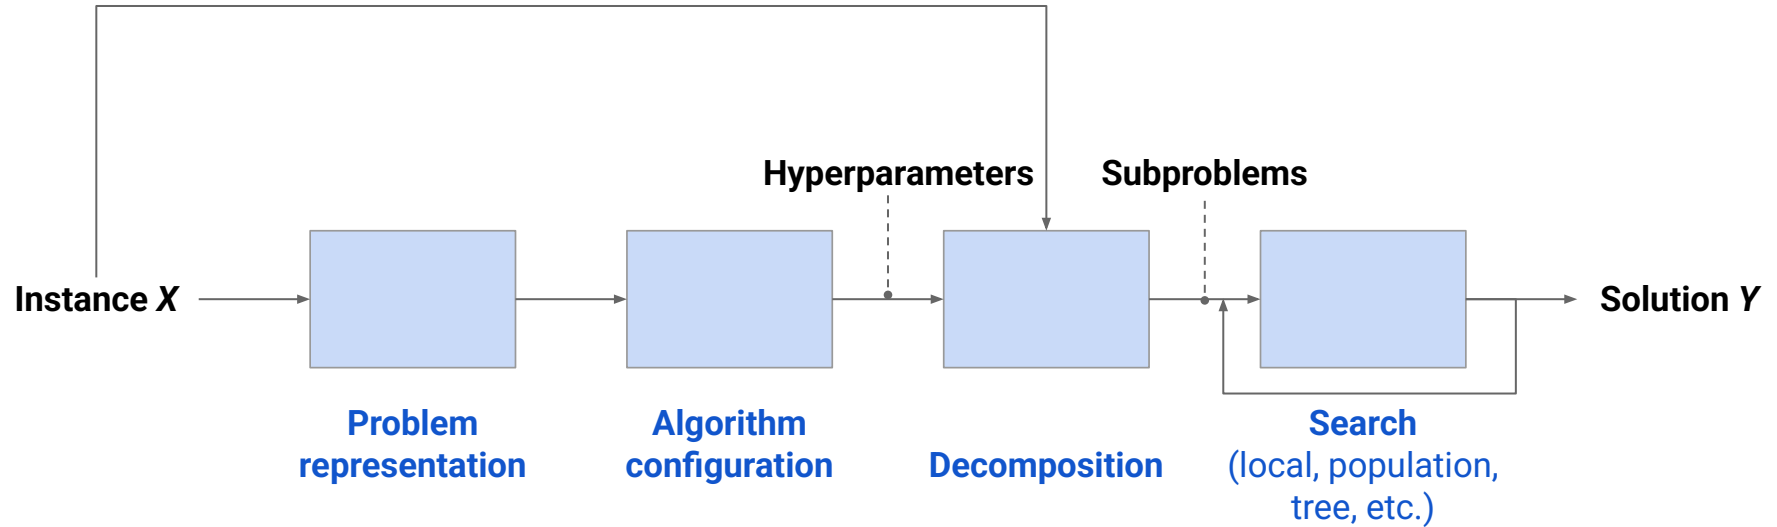 Hyperparameters
Subproblems
Instance X
Solution Y
Problem
representation
Algorithm
configuration
Decomposition
Search
(local, population,
tree, etc.)